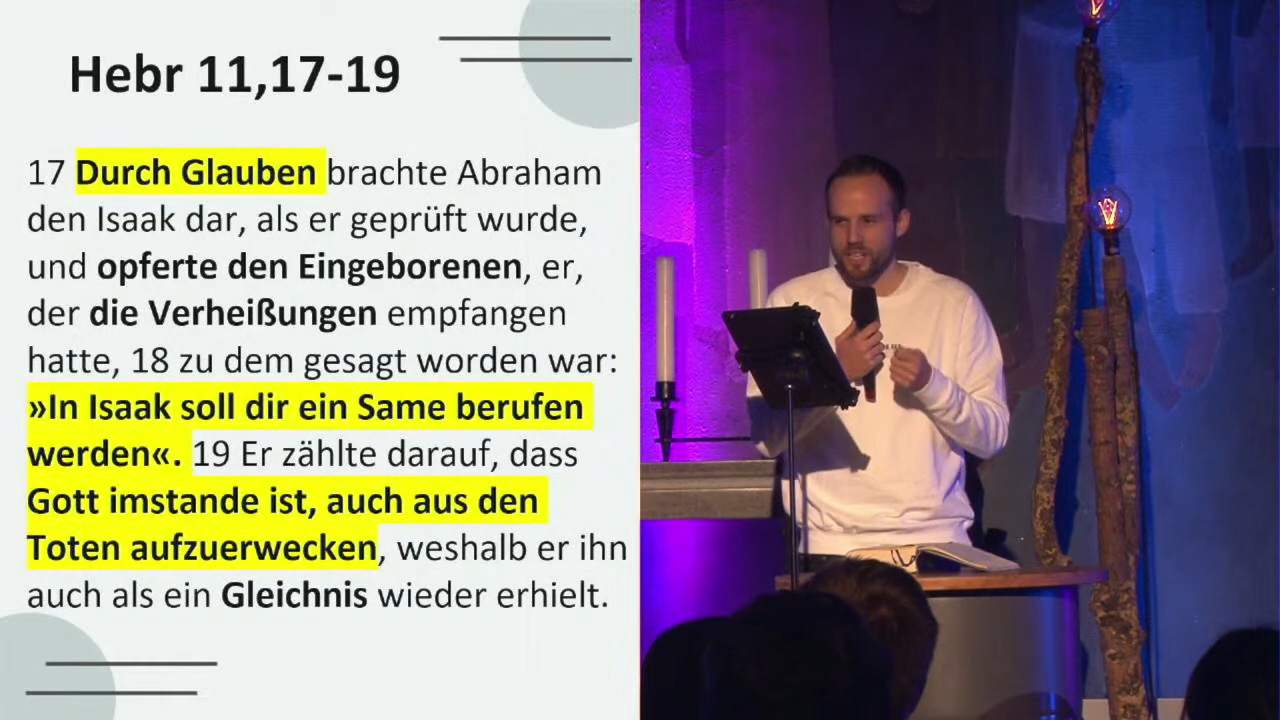 Hebr 11,17-19
17 Durch Glauben brachte Abraham
den Isaak dar, als er geprüft wurde,
und opferte den Eingeborenen, er,
der die Verheißungen empfangen
hatte, 18 zu dem gesagt worden war:
»In Isaak soll dir ein Same berufen
werden«. 19 Er zählte darauf, dass
Gott imstande ist, auch aus den
Toten aufzuerwecken, weshalb er ihn
auch als ein Gleichnis wieder erhielt.